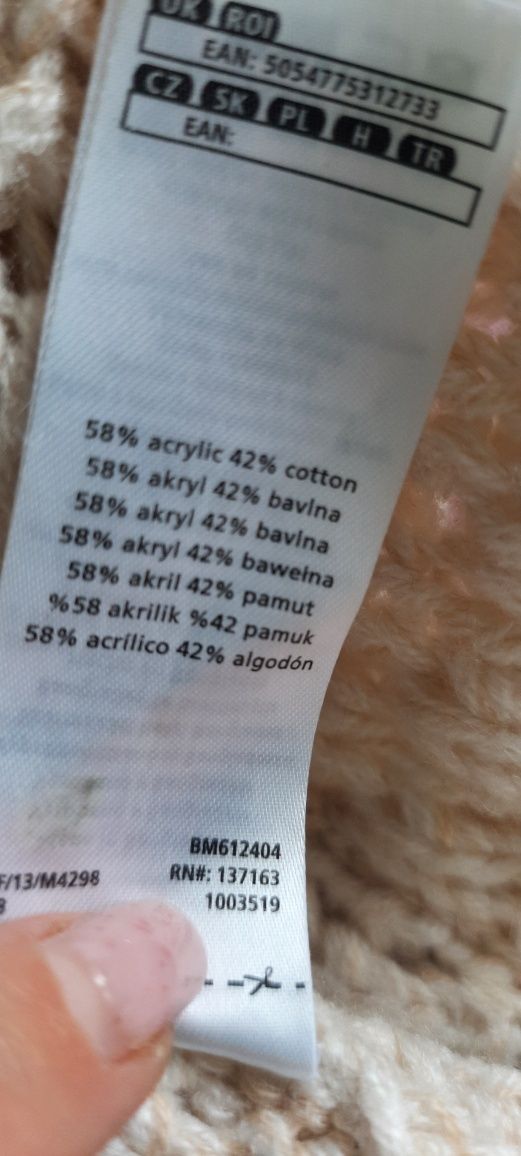 UK ROI
EAN: 5054775312733
CZ SK PL H TR
EAN:
58% acrylic 42% cotton
58% akryl 42% bavlna
58% akryl 42% bavlna
58% akryl 42% bawełna
58% akril 42% pamut
%58 akrilik %42 pamuk
58% acrílico 42% algodón
BM612404
F/13/M4298 RN#: 137163
1003519